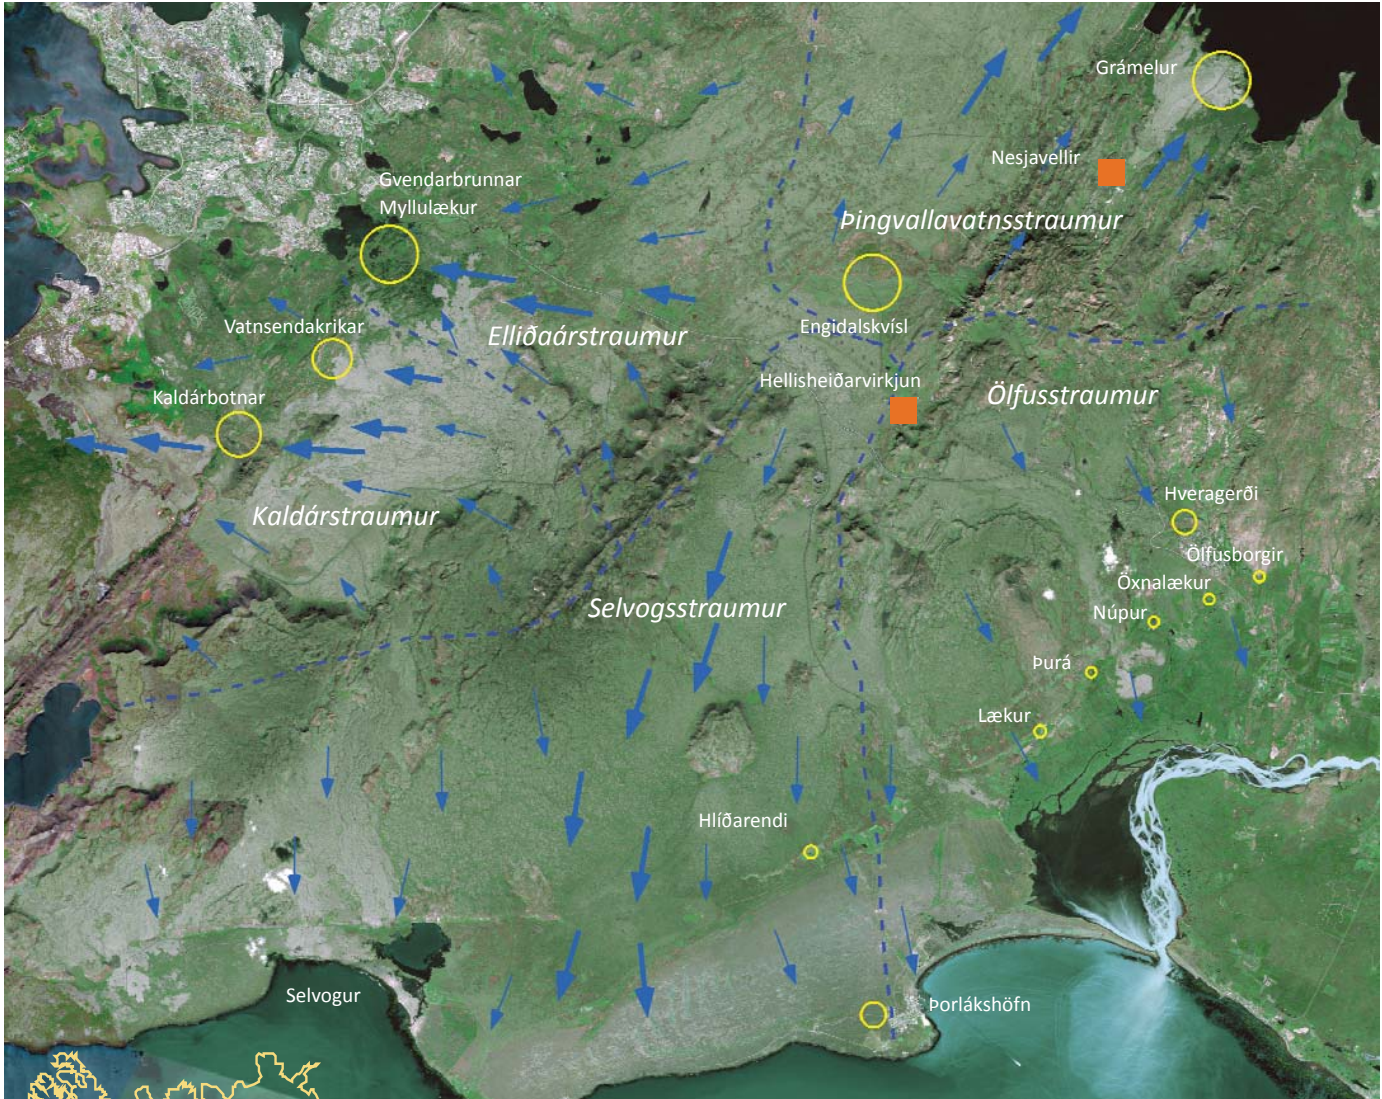 Grámelur
Nesjavellir
Gvendarbrunnar
Myllulækur
Þingvallavatnsstraumur
Vatnsendakrikar
Elliðaárstraumur
Engidalskvísl
Kaldárbotnar
Hellisheiðarvirkjun
Ölfusstraumur
Hveragerði
Kaldárstraumur
Ölfusborgir
Öxnalækur
Selvogsstraumur
Núpur
Þurá
Lækur
Hlíðarendi
Selvogur
Þorlákshöfn